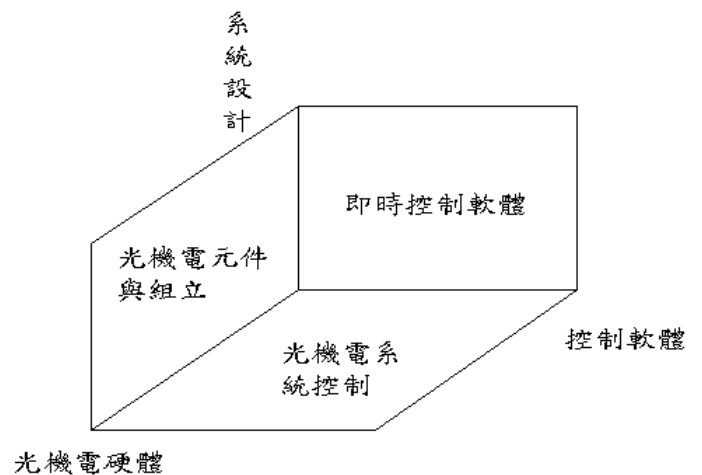 系統設計
即時控制軟體
光機電元件
與組立
光機電系
統控制
控制軟體
光機電硬體